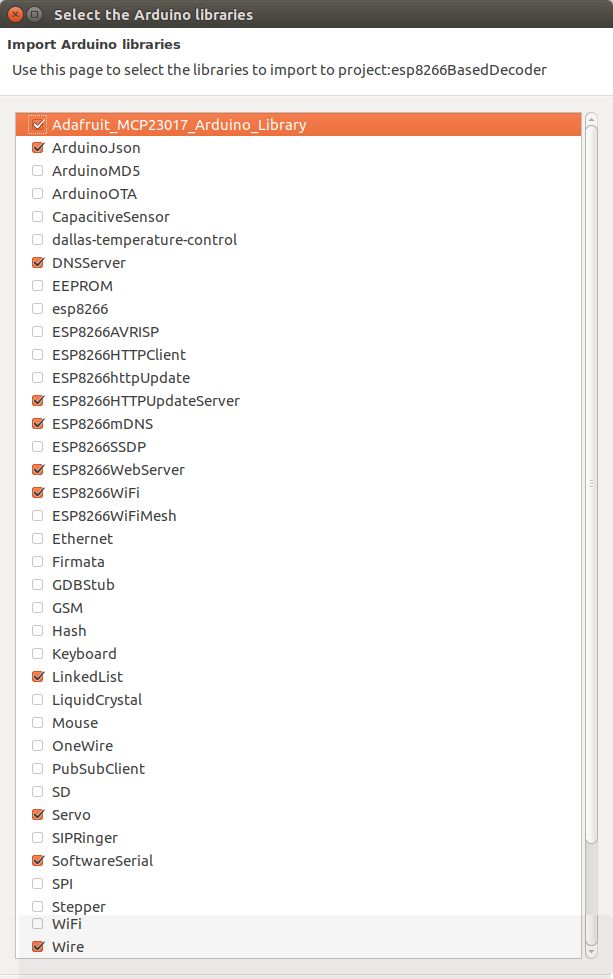 Select the Arduino libraries
Import Arduino libraries
Use this page to select the libraries to import to project:esp8266BasedDecoder
Adafruit_MCP23017_Arduino_Library
ArduinoJson
ArduinoMD5
ArduinoOTA
CapacitiveSensor
dallas-temperature-control
DNSServer
EEPROM
esp8266
ESP8266AVRISP
ESP8266HTTPClient
ESP8266httpUpdate
ESP8266HTTPUpdateServer
ESP8266mDNS
ESP8266SSDP
ESP8266WebServer
ESP8266WiFi
ESP8266WiFiMesh
Ethernet
Firmata
GDBStub
GSM
Hash
Keyboard
LinkedList
LiquidCrystal
Mouse
OneWire
PubSubClient
SD
Servo
SIPRinger
SoftwareSerial
SPI
Stepper
WiFi
Wire